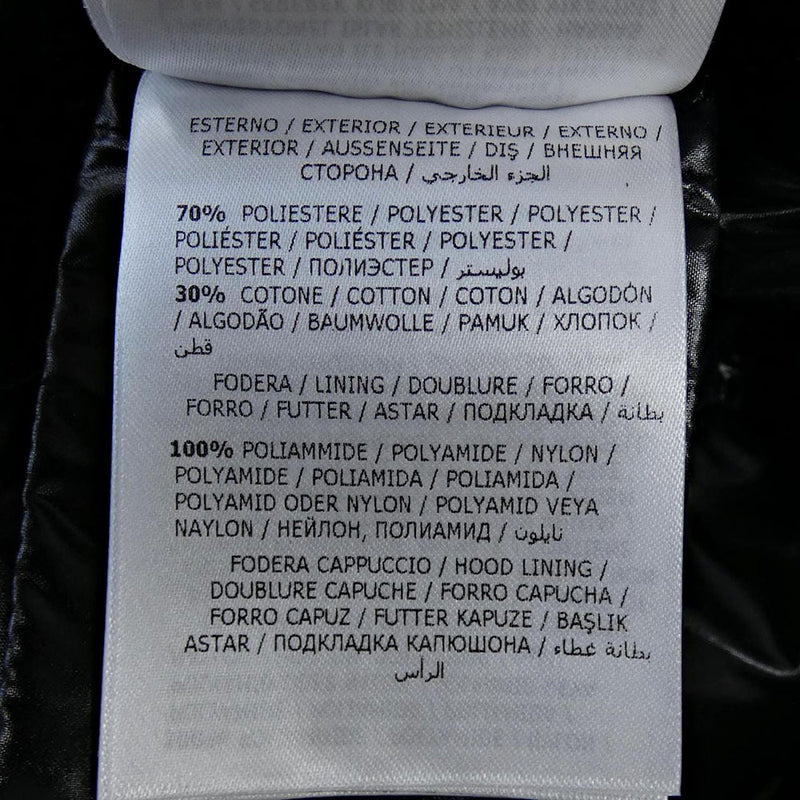 ESTERNO / EXTERIOR / EXTERIEUR / EXTERNO /
EXTERIOR / AUSSENSEITE / DIŞ / ВНЕШНЯЯ
СТОРОНА / الجزء الخارجي
70% POLIESTERE / POLYESTER / POLYESTER /
POLIÉSTER / POLIÉSTER / POLYESTER /
POLYESTER / ПОЛИЭСТЕР / بوليستر
30% COTONE / COTTON / COTON / ALGODÓN
/ ALGODÃO / BAUMWOLLE / PAMUK / ХЛОПОК /
قطن
FODERA / LINING / DOUBLURE / FORRO /
FORRO / FUTTER / ASTAR / ПОДКЛАДКА / بطانة
100% POLIAMMIDE / POLYAMIDE / NYLON /
POLYAMIDE / POLIAMIDA / POLIAMIDA /
POLYAMID ODER NYLON / POLYAMID VEYA
NAYLON / НЕЙЛОН, ПОЛИАМИД / نايلون
FODERA CAPPUCCIO / HOOD LINING /
DOUBLURE CAPUCHE / FORRO CAPUCHA /
FORRO CAPUZ / FUTTER KAPUZE / BAŞLIK
ASTAR / ПОДКЛАДКА КАПЮШОНА / بطانة غطاء
الرأس